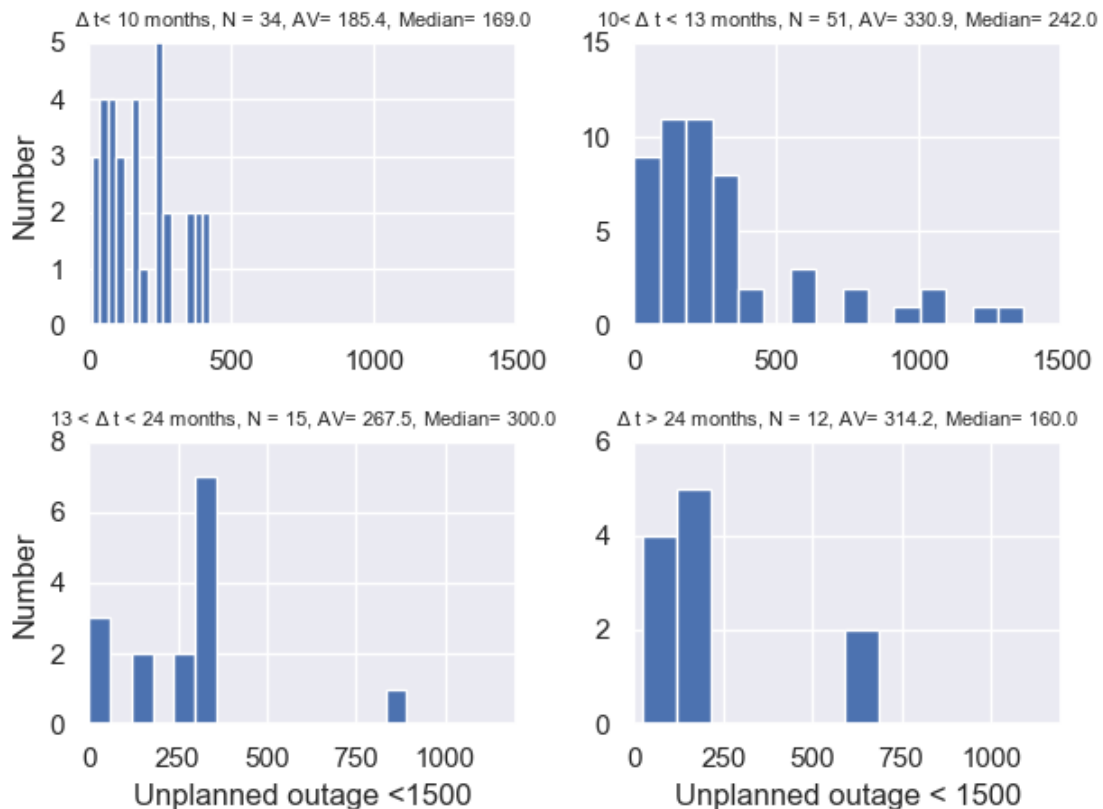 Δ t< 10 months, N = 34, AV= 185.4, Median= 169.0
10< Δ t < 13 months, N = 51, AV= 330.9, Median= 242.0
5
4
3
2
1
0
Number
0 500 1000 1500
15
10
5
0
0 500 1000 1500
13 < Δ t < 24 months, N = 15, AV= 267.5, Median= 300.0
Δ t > 24 months, N = 12, AV= 314.2, Median= 160.0
8
6
4
2
0
Number
0 250 500 750 1000
Unplanned outage <1500
6
4
2
0
0 250 500 750 1000
Unplanned outage < 1500